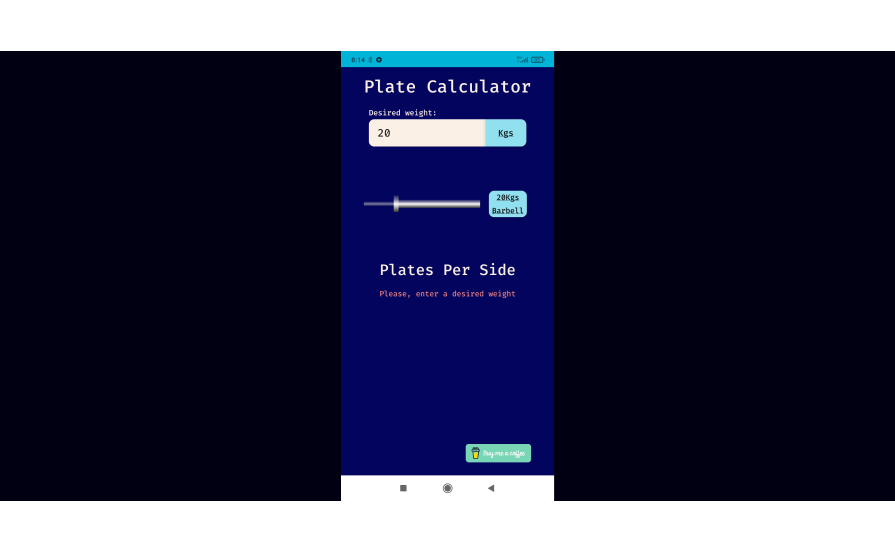 8:14
Plate Calculator
Desired weight:
20
Kgs
20Kgs
Barbell
Plates Per Side
Please, enter a desired weight
Buy me a coffee